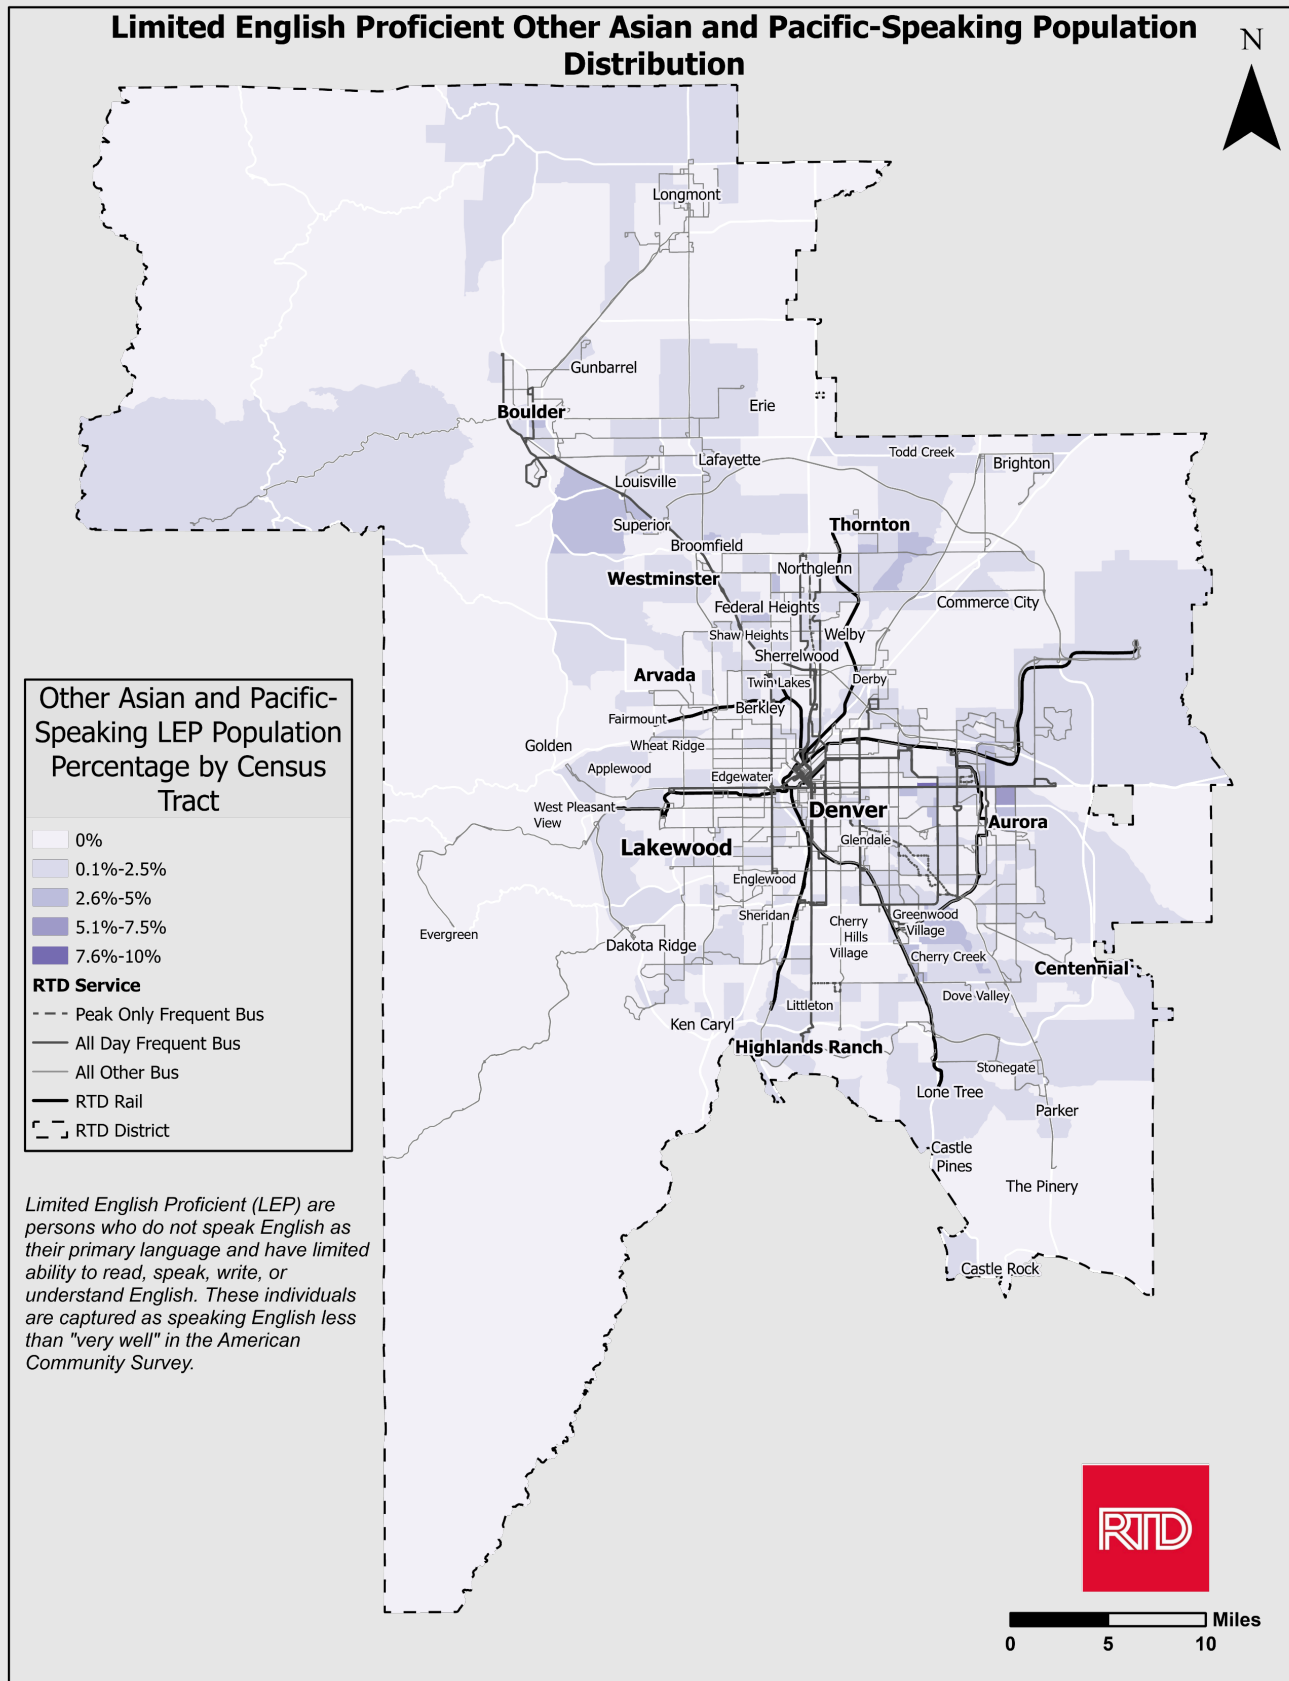 Limited English Proficient Other Asian and Pacific-Speaking Population
Distribution
N
Longmont
Gunbarrel
Boulder
Erie
Lafayette
Todd Creek
Brighton
Louisville
Superior
Thornton
Broomfield
Northglenn
Westminster
Federal Heights
Commerce City
Shaw Heights
Welby
Sherrelwood
Arvada
Twin Lakes
Derby
Berkley
Fairmount
Golden
Wheat Ridge
Applewood
Edgewater
West Pleasant
View
Denver
Aurora
Lakewood
Glendale
Englewood
Sheridan
Cherry
Hills
Village
Greenwood
Village
Evergreen
Dakota Ridge
Cherry Creek
Centennial
Littleton
Dove Valley
Ken Caryl
Highlands Ranch
Stonegate
Lone Tree
Parker
Castle
Pines
The Pinery
Castle Rock
Other Asian and Pacific-
Speaking LEP Population
Percentage by Census
Tract
0%
0.1%-2.5%
2.6%-5%
5.1%-7.5%
7.6%-10%
RTD Service
Peak Only Frequent Bus
All Day Frequent Bus
All Other Bus
RTD Rail
RTD District
Limited English Proficient (LEP) are
persons who do not speak English as
their primary language and have limited
ability to read, speak, write, or
understand English. These individuals
are captured as speaking English less
than "very well" in the American
Community Survey.
RTD
Miles
0 5 10